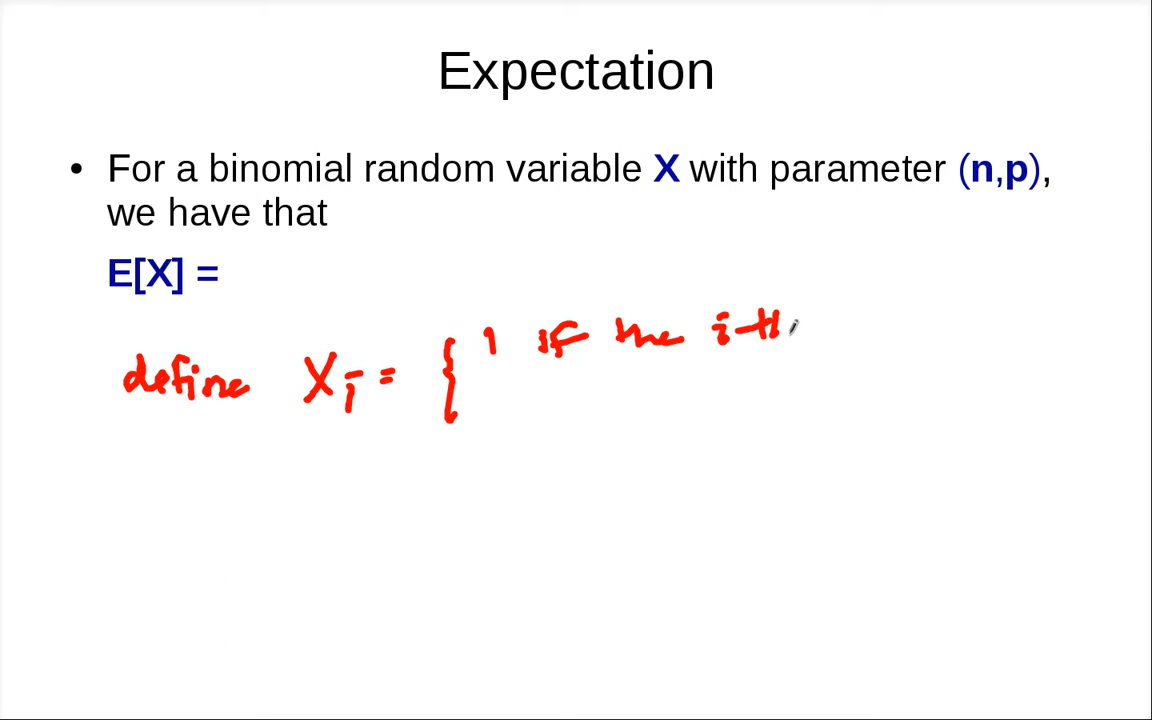 Expectation
• For a binomial random variable X with parameter (n,p),
we have that
E[X] =
define Xi = { 1 if the i-th